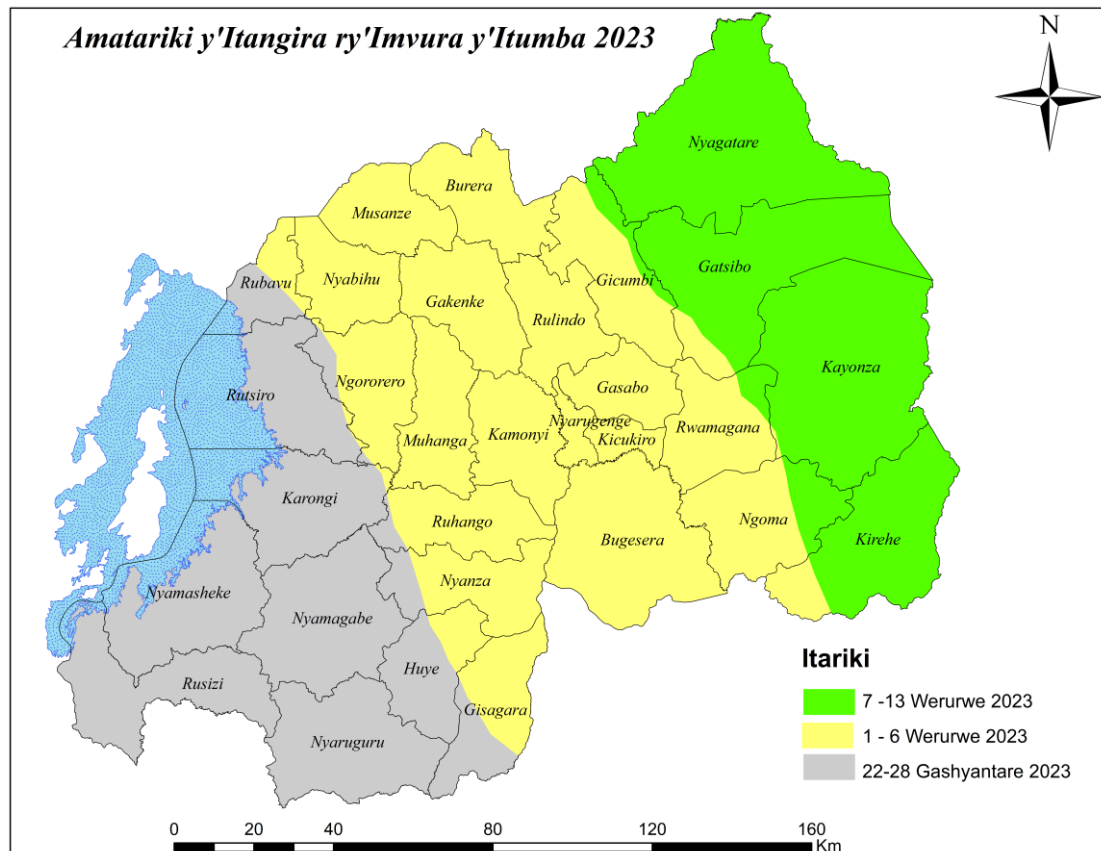 Amatariki y'Itangira ry'Imvura y'Itumba 2023
N
Nyagatare
Burera
Musanze
Gatsibo
Gicumbi
Rubavu
Nyabihu
Gakenke
Rulindo
Kayonza
Ngororero
Gasabo
Rutsiro
Nyarugenge
Rwamagana
Muhanga
Kamonyi
Kicukiro
Karongi
Ruhango
Ngoma
Bugesera
Kirehe
Nyanza
Nyamasheke
Nyamagabe
Huye
Rusizi
Gisagara
Nyaruguru
Itariki
7 -13 Werurwe 2023
1 - 6 Werurwe 2023
22-28 Gashyantare 2023
0 20 40 80 120 160
Km